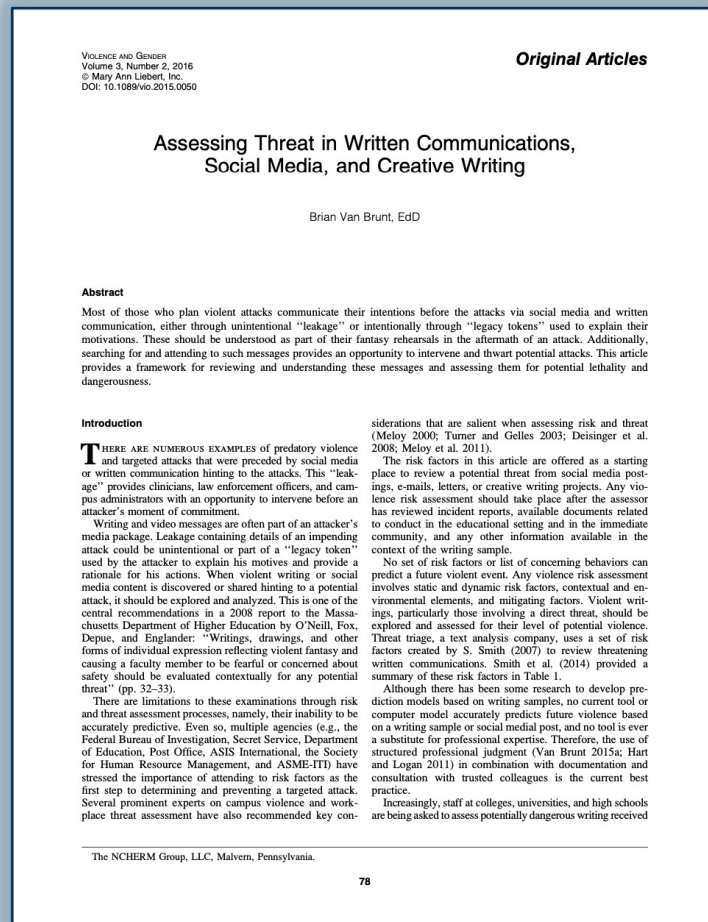 VIOLENCE AND GENDER
Volume 3, Number 2, 2016
© Mary Ann Liebert, Inc.
DOI: 10.1089/vio.2015.0050
Original Articles
Assessing Threat in Written Communications,
Social Media, and Creative Writing
Brian Van Brunt, EdD
Abstract
Most of those who plan violent attacks communicate their intentions before the attacks via social media and written
communication, either through unintentional ‘‘leakage’’ or intentionally through ‘‘legacy tokens’’ used to explain their
motivations. These should be understood as part of their fantasy rehearsals in the aftermath of an attack. Additionally,
searching for and attending to such messages provides an opportunity to intervene and thwart potential attacks. This article
provides a framework for reviewing and understanding these messages and assessing them for potential lethality and
dangerousness.
Introduction
THERE ARE NUMEROUS EXAMPLES of predatory violence
and targeted attacks that were preceded by social media
or written communication hinting to the attacks. This ‘‘leak-
age’’ provides clinicians, law enforcement officers, and cam-
pus administrators with an opportunity to intervene before an
attacker’s moment of commitment.
Writing and video messages are often part of an attacker’s
media package. Leakage containing details of an impending
attack could be unintentional or part of a ‘‘legacy token’’
used by the attacker to explain his motives and provide a
rationale for his actions. When violent writing or social
media content is discovered or shared hinting to a potential
attack, it should be explored and analyzed. This is one of the
central recommendations in a 2008 report to the Massa-
chusetts Department of Higher Education by O’Neill, Fox,
Depue, and Englander: ‘‘Writings, drawings, and other
forms of individual expression reflecting violent fantasy and
causing a faculty member to be fearful or concerned about
safety should be evaluated contextually for any potential
threat’’ (pp. 32–33).
There are limitations to these examinations through risk
and threat assessment processes, namely, their inability to be
accurately predictive. Even so, multiple agencies (e.g., the
Federal Bureau of Investigation, Secret Service, Department
of Education, Post Office, ASIS International, the Society
for Human Resource Management, and ASME-ITI) have
stressed the importance of attending to risk factors as the
first step to determining and preventing a targeted attack.
Several prominent experts on campus violence and work-
place threat assessment have also recommended key con-
siderations that are salient when assessing risk and threat
(Meloy 2000; Turner and Gelles 2003; Deisinger et al.
2008; Meloy et al. 2011).
The risk factors in this article are offered as a starting
place to review a potential threat from social media post-
ings, e-mails, letters, or creative writing projects. Any vio-
lence risk assessment should take place after the assessor
has reviewed incident reports, available documents related
to conduct in the educational setting and in the immediate
community, and any other information available in the
context of the writing sample.
No set of risk factors or list of concerning behaviors can
predict a future violent event. Any violence risk assessment
involves static and dynamic risk factors, contextual and en-
vironmental elements, and mitigating factors. Violent writ-
ings, particularly those involving a direct threat, should be
explored and assessed for their level of potential violence.
Threat triage, a text analysis company, uses a set of risk
factors created by S. Smith (2007) to review threatening
written communications. Smith et al. (2014) provided a
summary of these risk factors in Table 1.
Although there has been some research to develop pre-
diction models based on writing samples, no current tool or
computer model accurately predicts future violence based
on a writing sample or social medial post, and no tool is ever
a substitute for professional expertise. Therefore, the use of
structured professional judgment (Van Brunt 2015a; Hart
and Logan 2011) in combination with documentation and
consultation with trusted colleagues is the current best
practice.
Increasingly, staff at colleges, universities, and high schools
are being asked to assess potentially dangerous writing received
The NCHERM Group, LLC, Malvern, Pennsylvania.
78